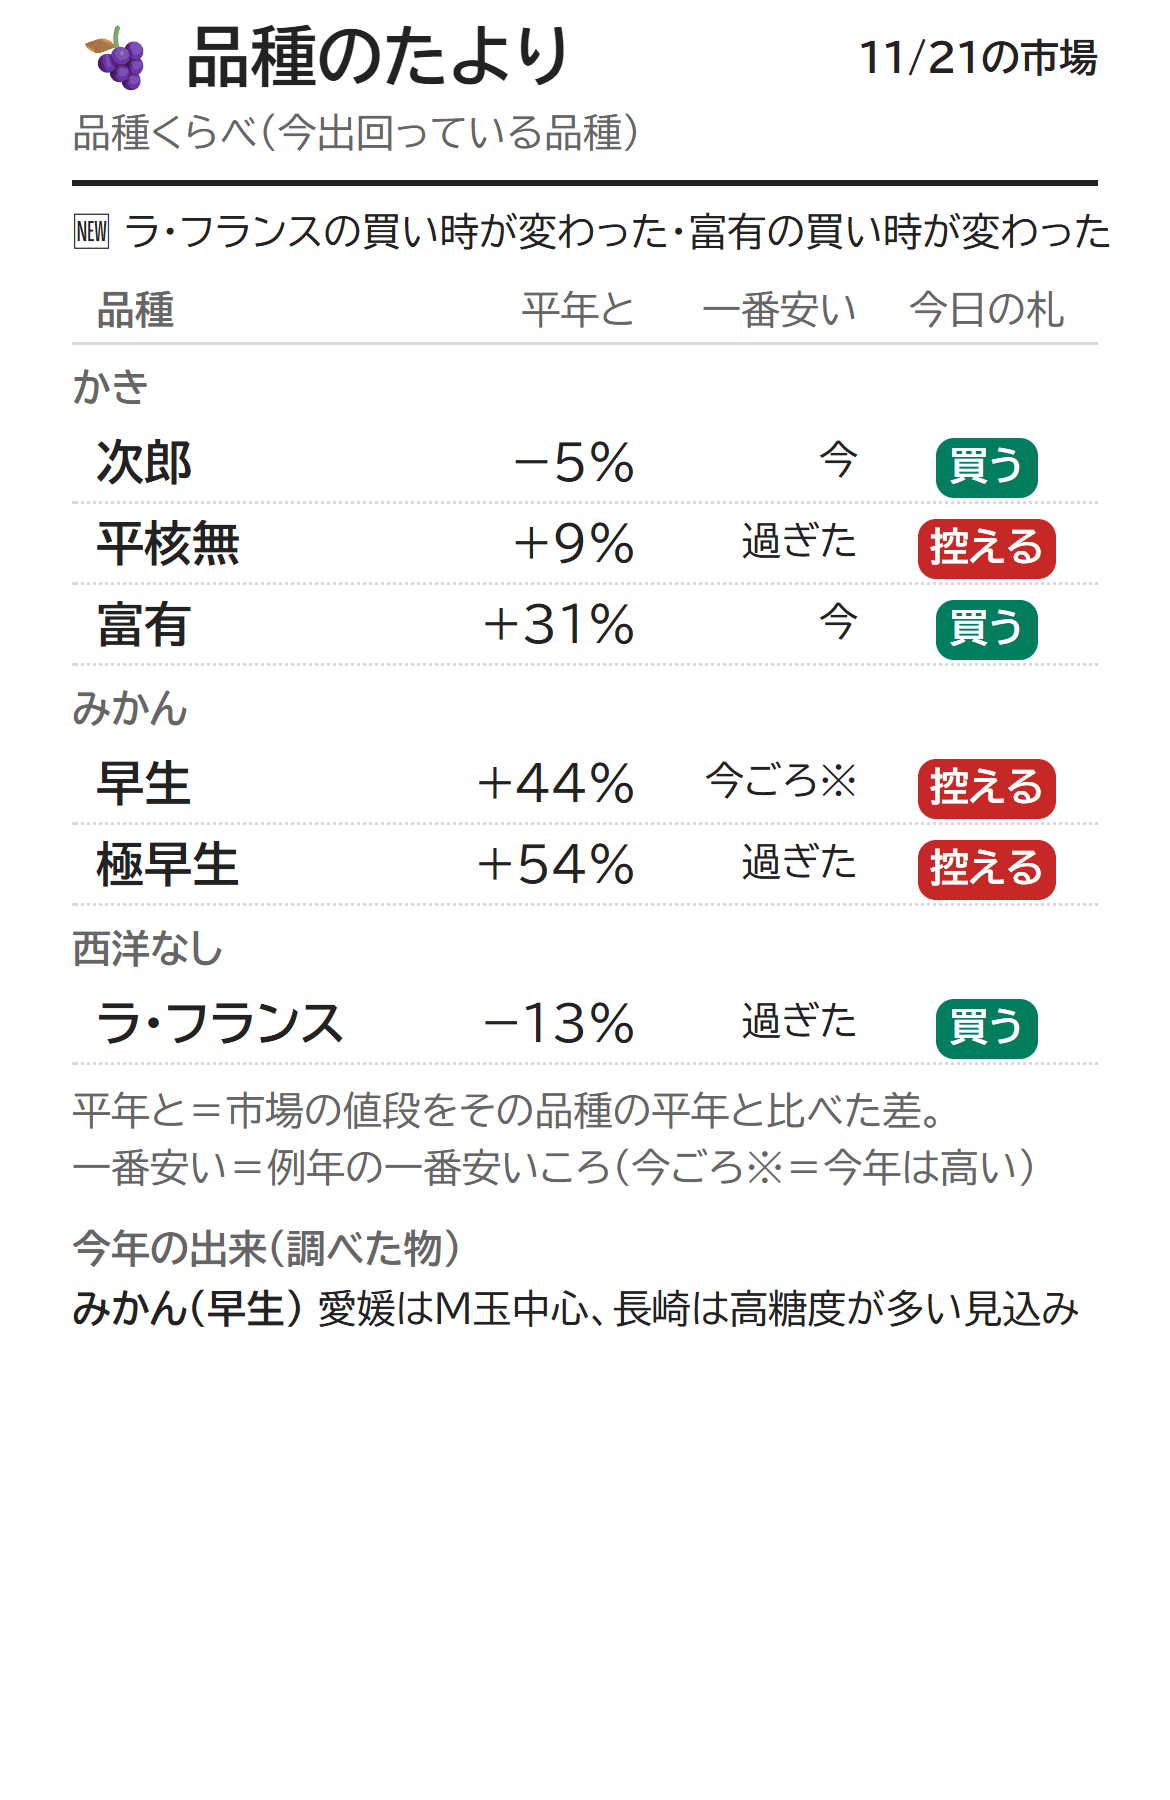 品種のたより 11/21の市場
品種くらべ(今出回っている品種)
🆕 ラ・フランスの買い時が変わった・富有の買い時が変わった
品種 平年と 一番安い 今日の札
かき
次郎 −5% 今 買う
平核無 +9% 過ぎた 控える
富有 +31% 今 買う
みかん
早生 +44% 今ごろ※ 控える
極早生 +54% 過ぎた 控える
西洋なし
ラ・フランス −13% 過ぎた 買う
平年と=市場の値段をその品種の平年と比べた差。
一番安い=例年の一番安いころ(今ごろ※=今年は高い)
今年の出来(調べた物)
みかん(早生) 愛媛はM玉中心、長崎は高糖度が多い見込み